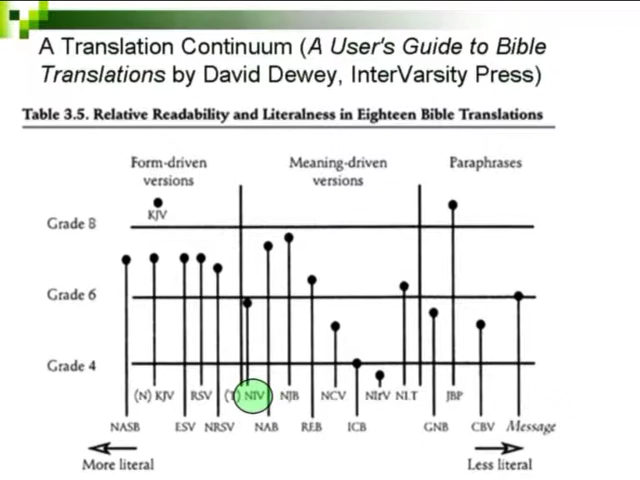 A Translation Continuum (A User's Guide to Bible
Translations by David Dewey, InterVarsity Press)
Table 3.5. Relative Readability and Literalness in Eighteen Bible Translations
Form-driven
versions
Meaning-driven
versions
Paraphrases
KJV
Grade 8
Grade 6
Grade 4
(N) KJV RSV (T) NIV NJB NCV NIrV NLT JBP
NASB ESV NRSV NAB REB ICB GNB CBV Message
More literal Less literal